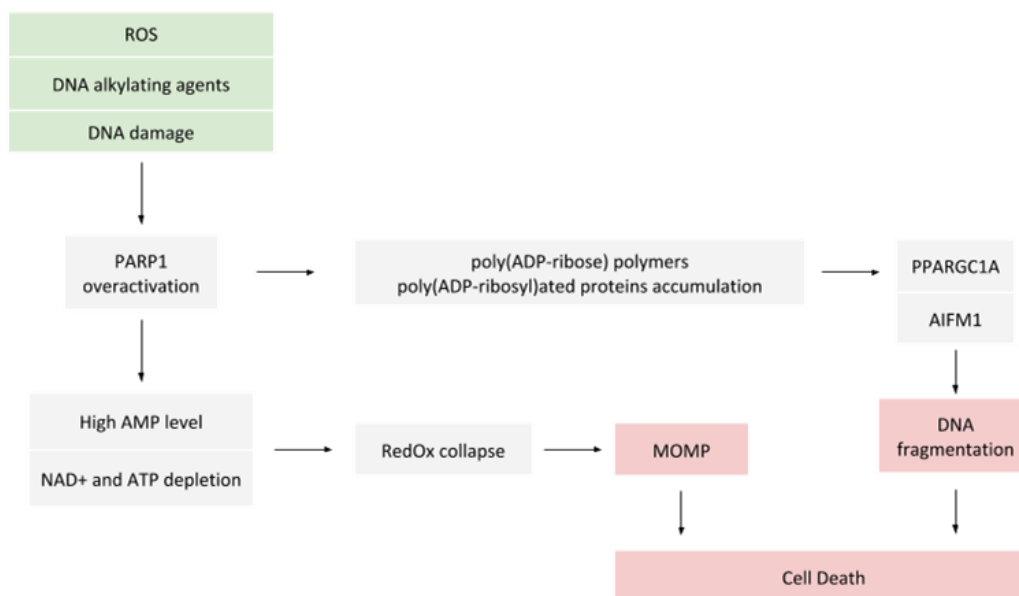 ROS
DNA alkylating agents
DNA damage
PARP1
overactivation
poly(ADP-ribose) polymers
poly(ADP-ribosyl)ated proteins accumulation
PPARGC1A
AIFM1
High AMP level
NAD+ and ATP depletion
RedOx collapse
MOMP
DNA
fragmentation
Cell Death